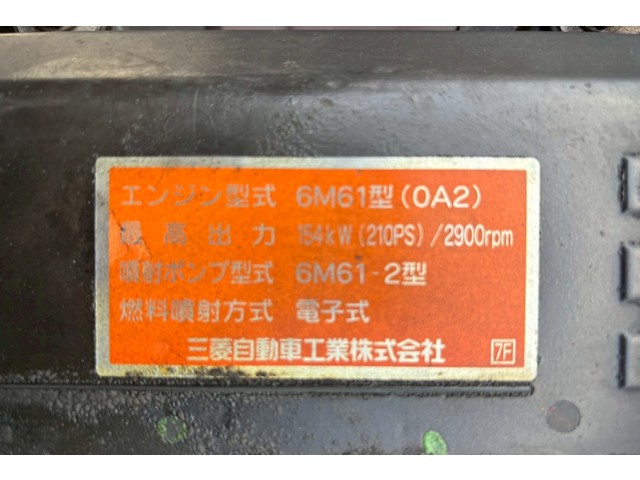 エンジン型式 6M61型(0A2)
最高出力 154kW(210PS)/2900rpm
噴射ポンプ型式 6M61-2型
燃料噴射方式 電子式
三菱自動車工業株式会社 7F